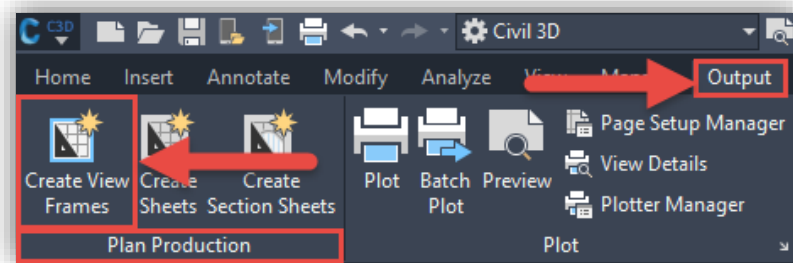 C3D Civil 3D
Home Insert Annotate Modify Analyze View Output
Create View Frames
Create Sheets
Create Section Sheets
Plot
Batch Plot
Preview
Page Setup Manager
View Details
Plotter Manager
Plan Production
Plot